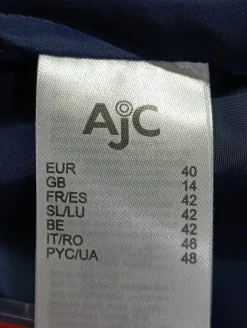 AjC
EUR 40
GB 14
FR/ES 42
SL/LU 42
BE 42
IT/RO 46
PYC/UA 48